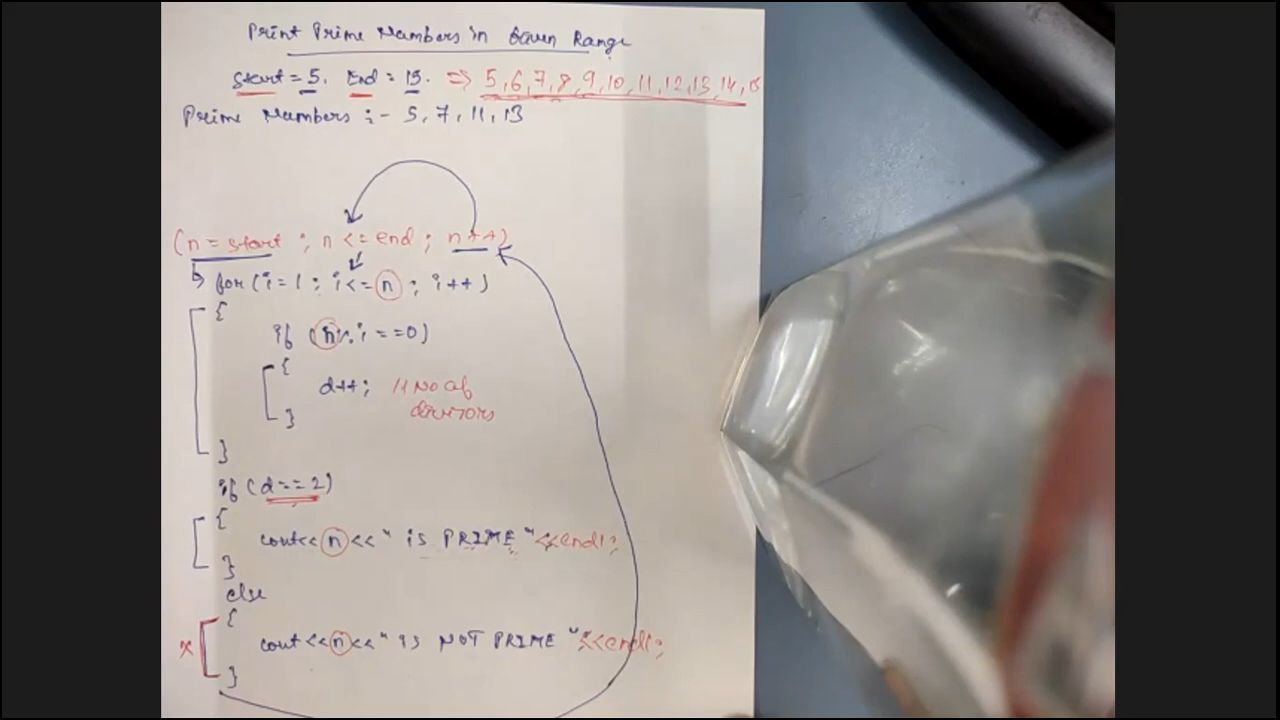 Print Prime Numbers in Given Range
Start = 5. End = 15. => 5, 6, 7, 8, 9, 10, 11, 12, 13, 14, 15
Prime Numbers :- 5, 7, 11, 13
(n = start ; n <= end ; n++)
for (i = 1 ; i <= n ; i++)
{
if (n % i == 0)
{
d++; // No of
divisors
}
}
if (d == 2)
{
cout << n << " is PRIME " << endl;
}
else
{
cout << n << " is NOT PRIME " << endl;
x
}